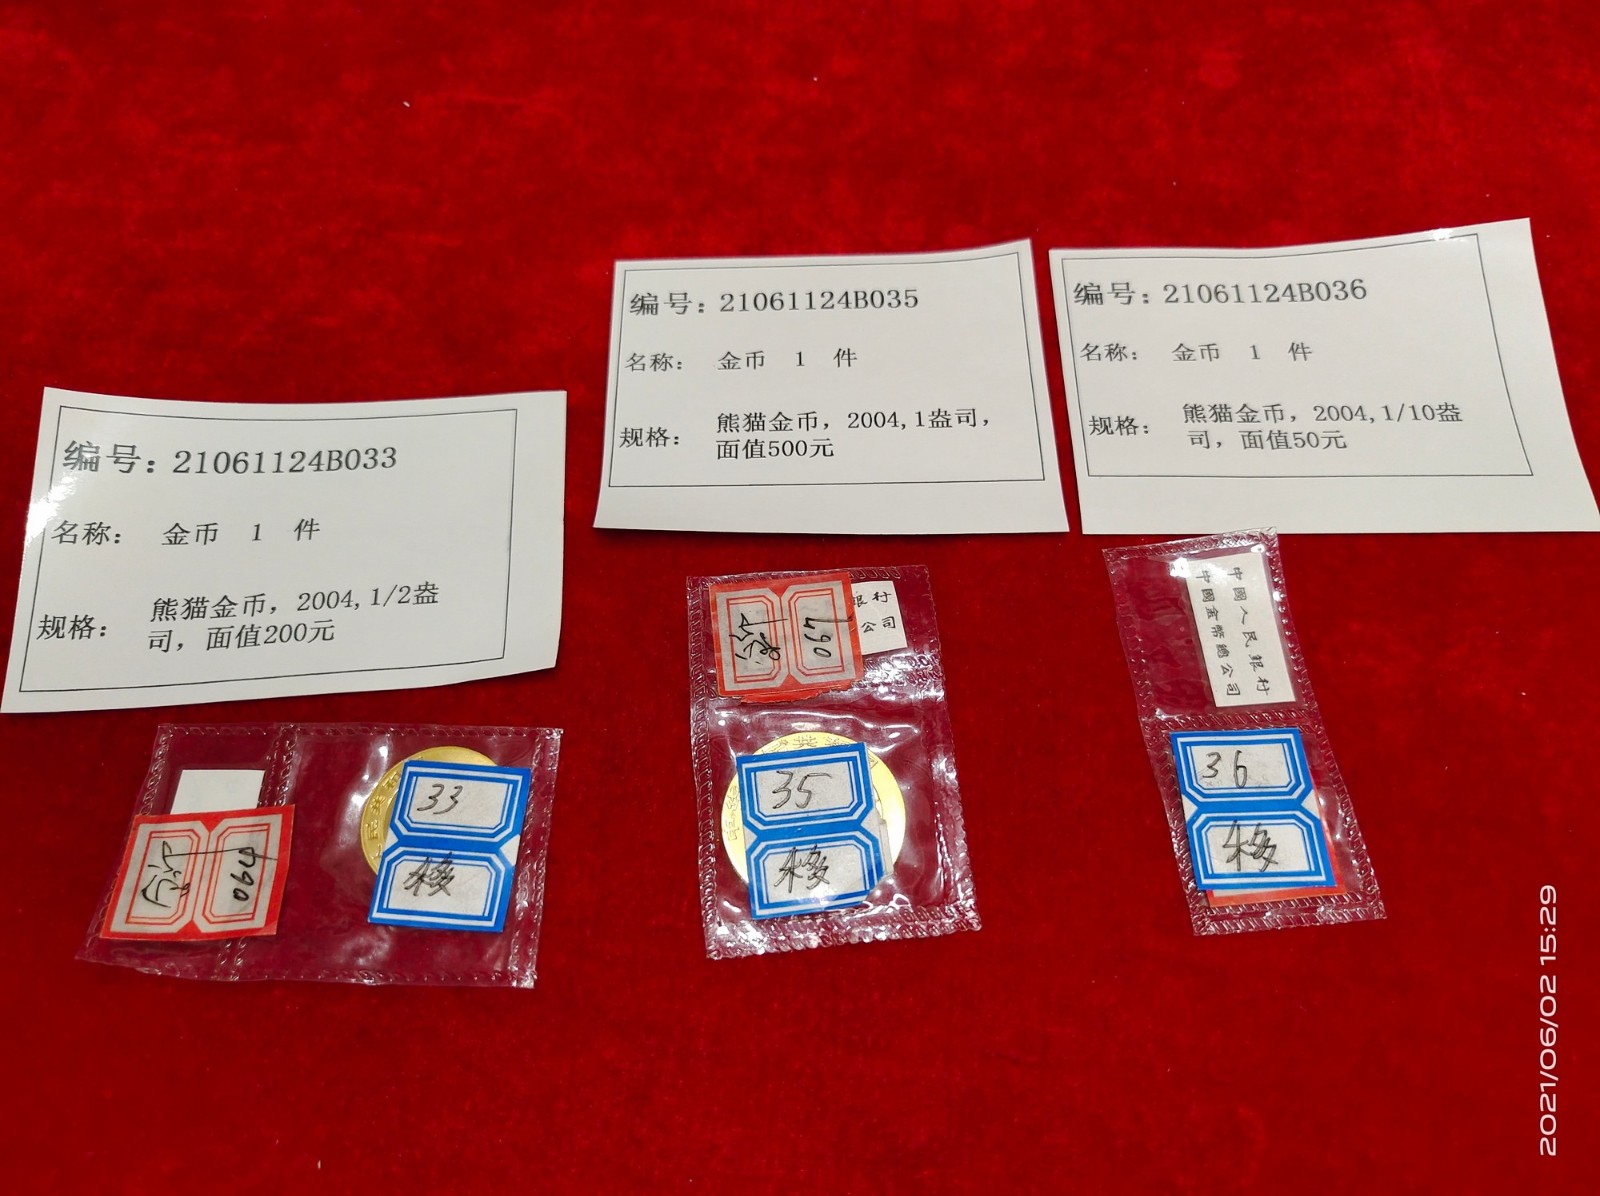 编号：21061124B033
名称： 金币 1 件
规格： 熊猫金币，2004,1/2盎
司，面值200元
编号：21061124B035
名称： 金币 1 件
规格： 熊猫金币，2004,1盎司，
面值500元
编号：21061124B036
名称： 金币 1 件
规格： 熊猫金币，2004,1/10盎
司，面值50元
33
35
银行
公司
36
中國人民銀行
中國金幣總公司
2021/06/02 15:29